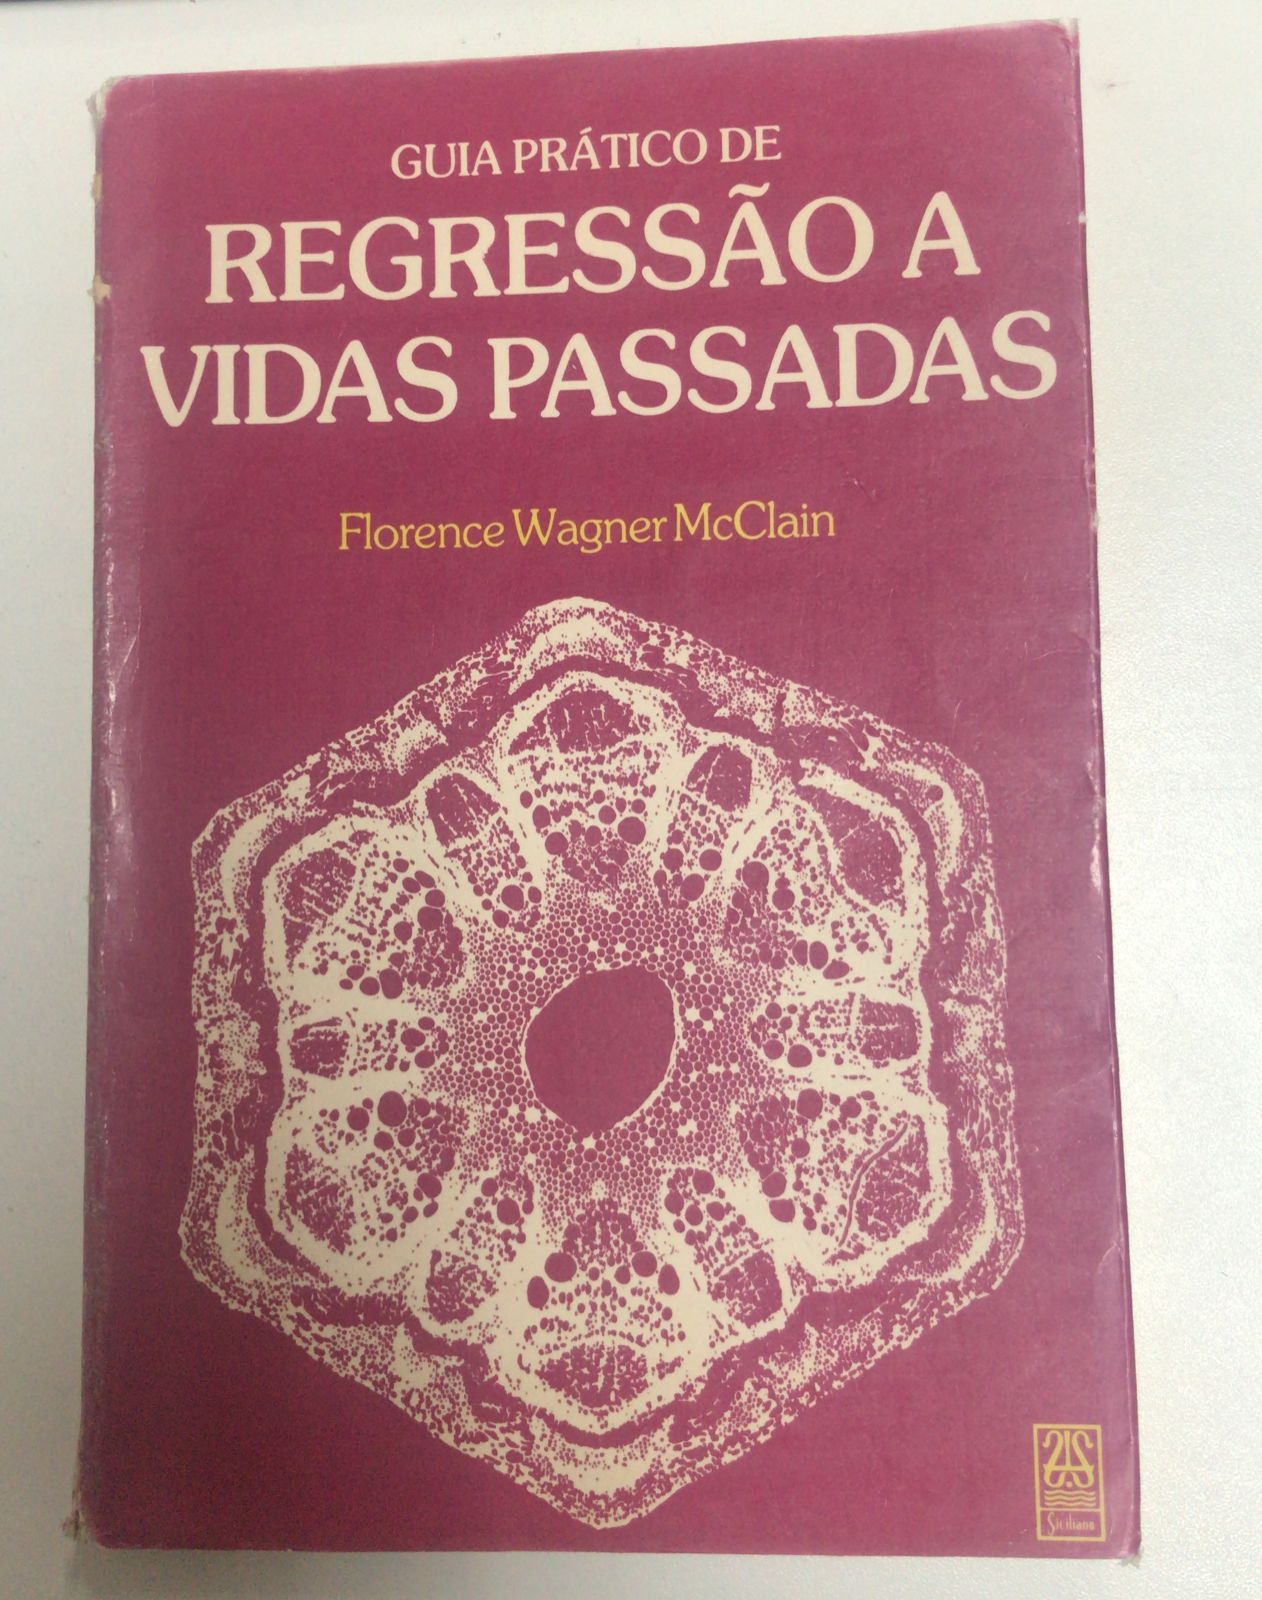 GUIA PRÁTICO DE
REGRESSÃO A
VIDAS PASSADAS
Florence Wagner McClain
Siciliano